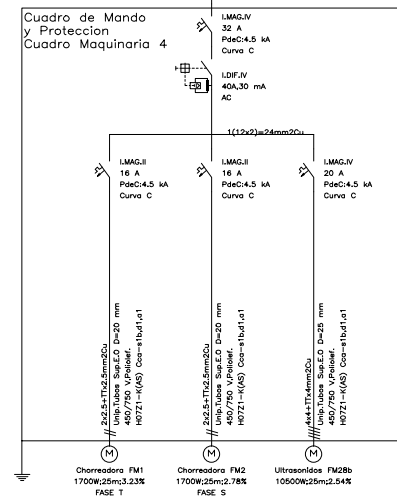 Cuadro de Mando
y Proteccion
Cuadro Maquinaria 4
I.MAG.IV
32 A
PdeC:4.5 kA
Curva C
I.DIF.IV
40A,30 mA
AC
1(12x2)=24mm2Cu
I.MAG.II
16 A
PdeC:4.5 kA
Curva C
I.MAG.II
16 A
PdeC:4.5 kA
Curva C
I.MAG.IV
20 A
PdeC:4.5 kA
Curva C
2x2.5+TTx2.5mm2Cu
Unip.Tubos Sup.E.O D=20 mm
450/750 V,Poliolef.
H07Z1-K(AS) Cca-s1b,d1,a1
2x2.5+TTx2.5mm2Cu
Unip.Tubos Sup.E.O D=20 mm
450/750 V,Poliolef.
H07Z1-K(AS) Cca-s1b,d1,a1
4x4+TTx4mm2Cu
Unip.Tubos Sup.E.O D=25 mm
450/750 V,Poliolef.
H07Z1-K(AS) Cca-s1b,d1,a1
M
M
M
Chorreadora FM1
1700W;25m;3.23%
FASE T
Chorreadora FM2
1700W;25m;2.78%
FASE S
Ultrasonidos FM28b
10500W;25m;2.54%